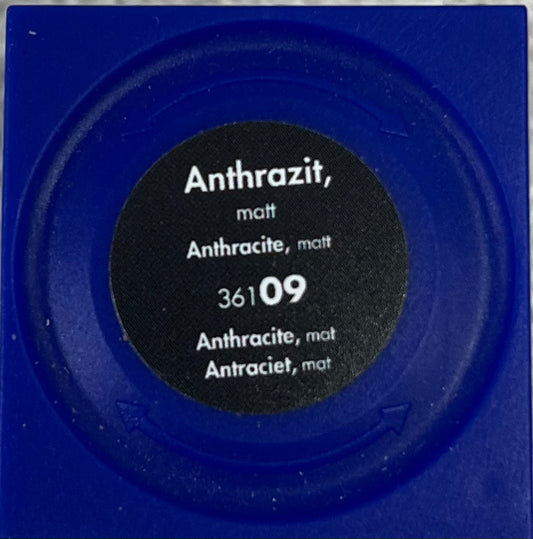 Anthrazit,
matt
Anthracite, matt
36109
Anthracite, mat
Antraciet, mat